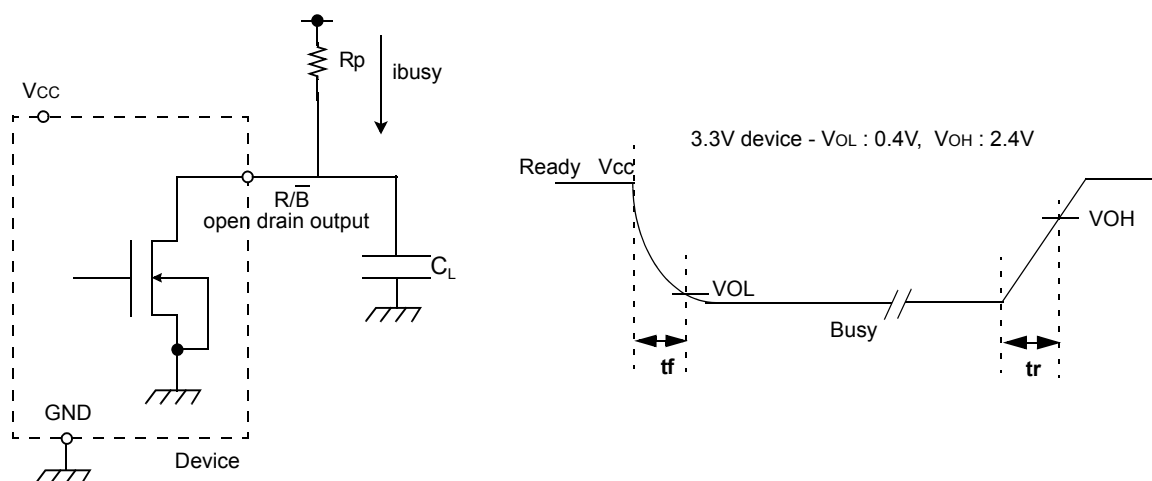 Rp
ibusy
VCC
R/B̅
open drain output
CL
GND
Device
3.3V device - VOL : 0.4V, VOH : 2.4V
Ready Vcc
VOH
VOL
Busy
tf
tr